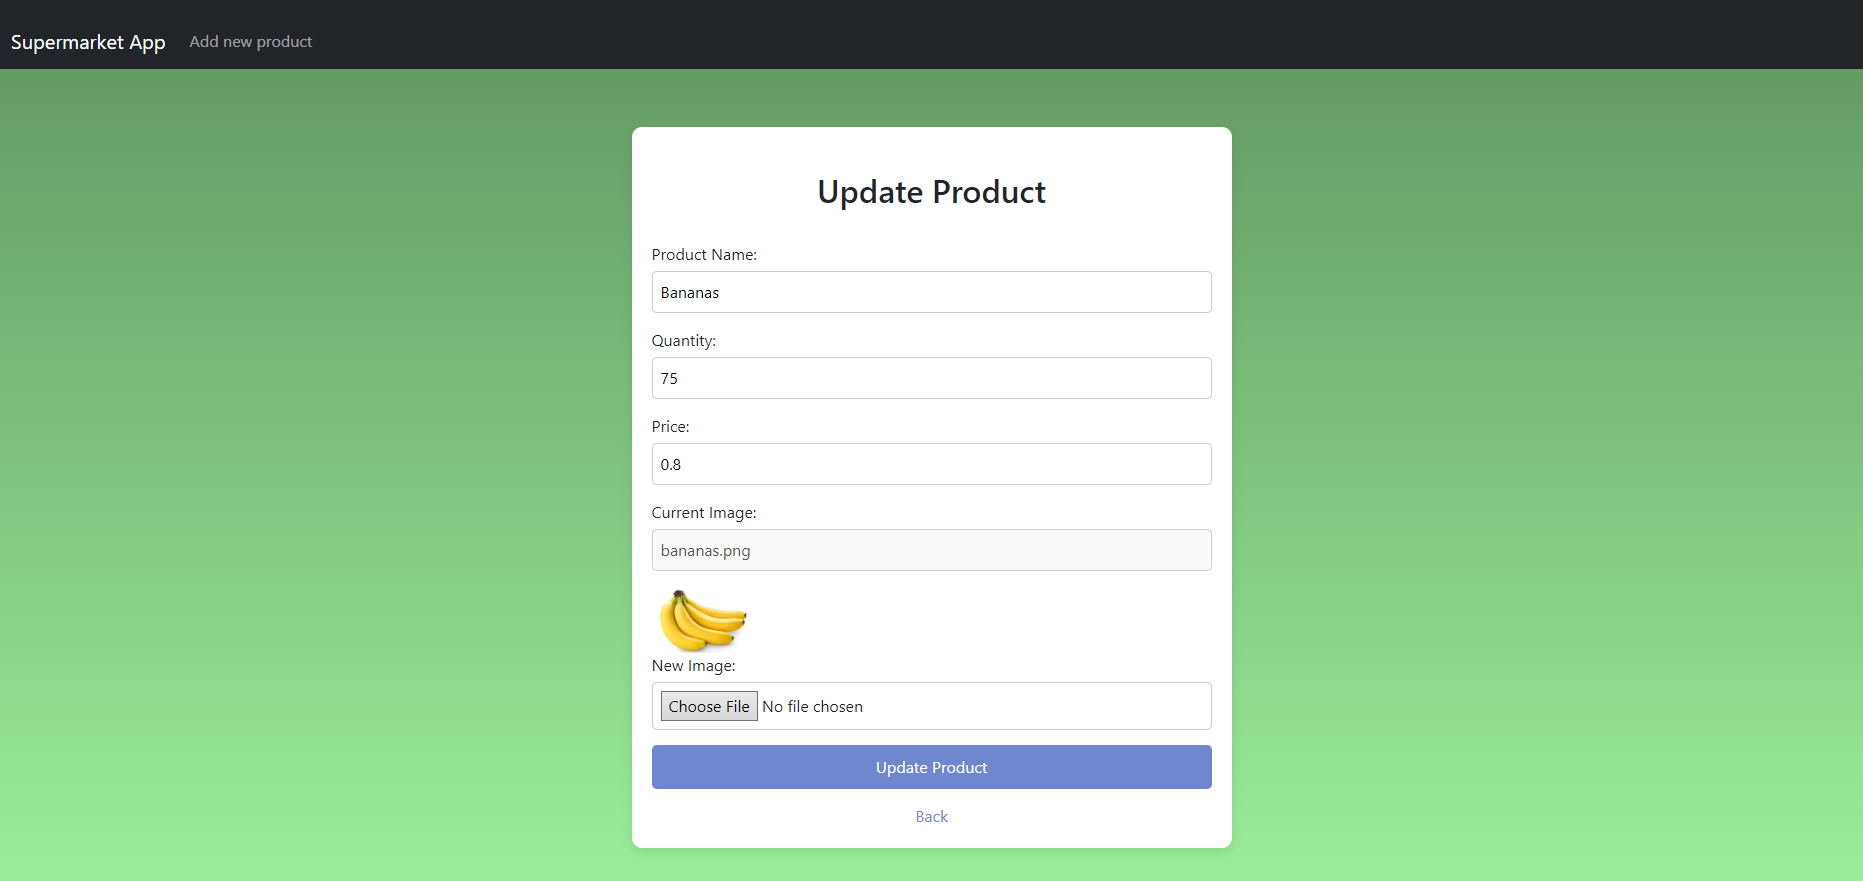 Supermarket App Add new product
Update Product
Product Name:
Bananas
Quantity:
75
Price:
0.8
Current Image:
bananas.png
New Image:
Choose File No file chosen
Update Product
Back